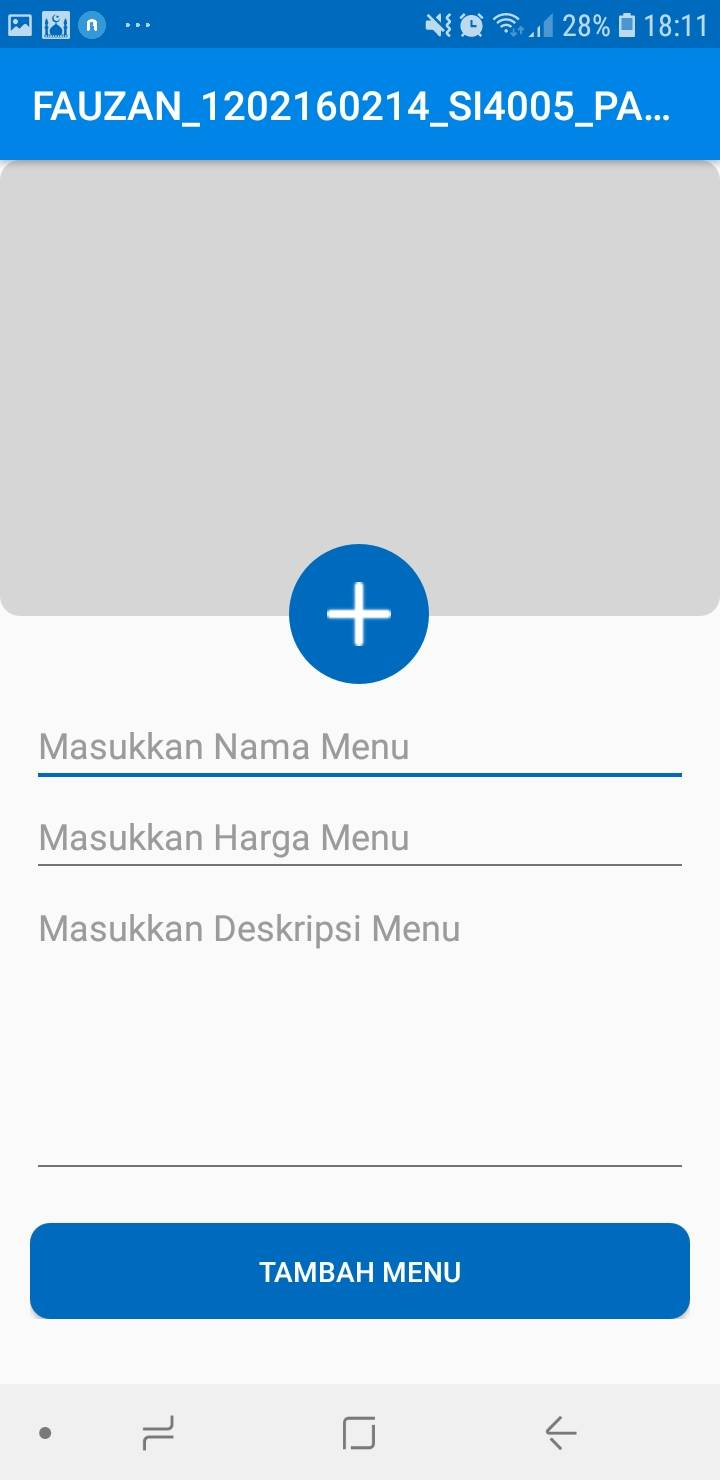 28% 18:11
FAUZAN_1202160214_SI4005_PA...
Masukkan Nama Menu
Masukkan Harga Menu
Masukkan Deskripsi Menu
TAMBAH MENU